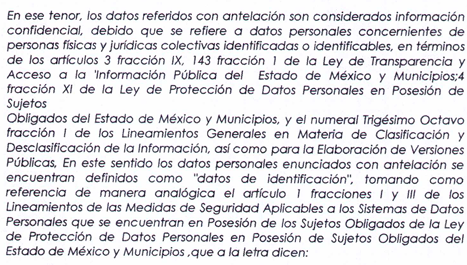 En ese tenor, los datos referidos con antelación son considerados información
confidencial, debido que se refiere a datos personales concernientes de
personas físicas y jurídicas colectivas identificadas o identificables, en términos
de los artículos 3 fracción IX, 143 fracción 1 de la Ley de Transparencia y
Acceso a la 'Información Pública del Estado de México y Municipios;4
fracción XI de la Ley de Protección de Datos Personales en Posesión de
Sujetos
Obligados del Estado de México y Municipios, y el numeral Trigésimo Octavo
fracción I de los Lineamientos Generales en Materia de Clasificación y
Desclasificación de la Información, así como para la Elaboración de Versiones
Públicas, En este sentido los datos personales enunciados con antelación se
encuentran definidos como "datos de identificación", tomando como
referencia de manera analógica el artículo 1 fracciones I y III de los
Lineamientos de las Medidas de Seguridad Aplicables a los Sistemas de Datos
Personales que se encuentran en Posesión de los Sujetos Obligados de la Ley
de Protección de Datos Personales en Posesión de Sujetos Obligados del
Estado de México y Municipios ,que a la letra dicen: